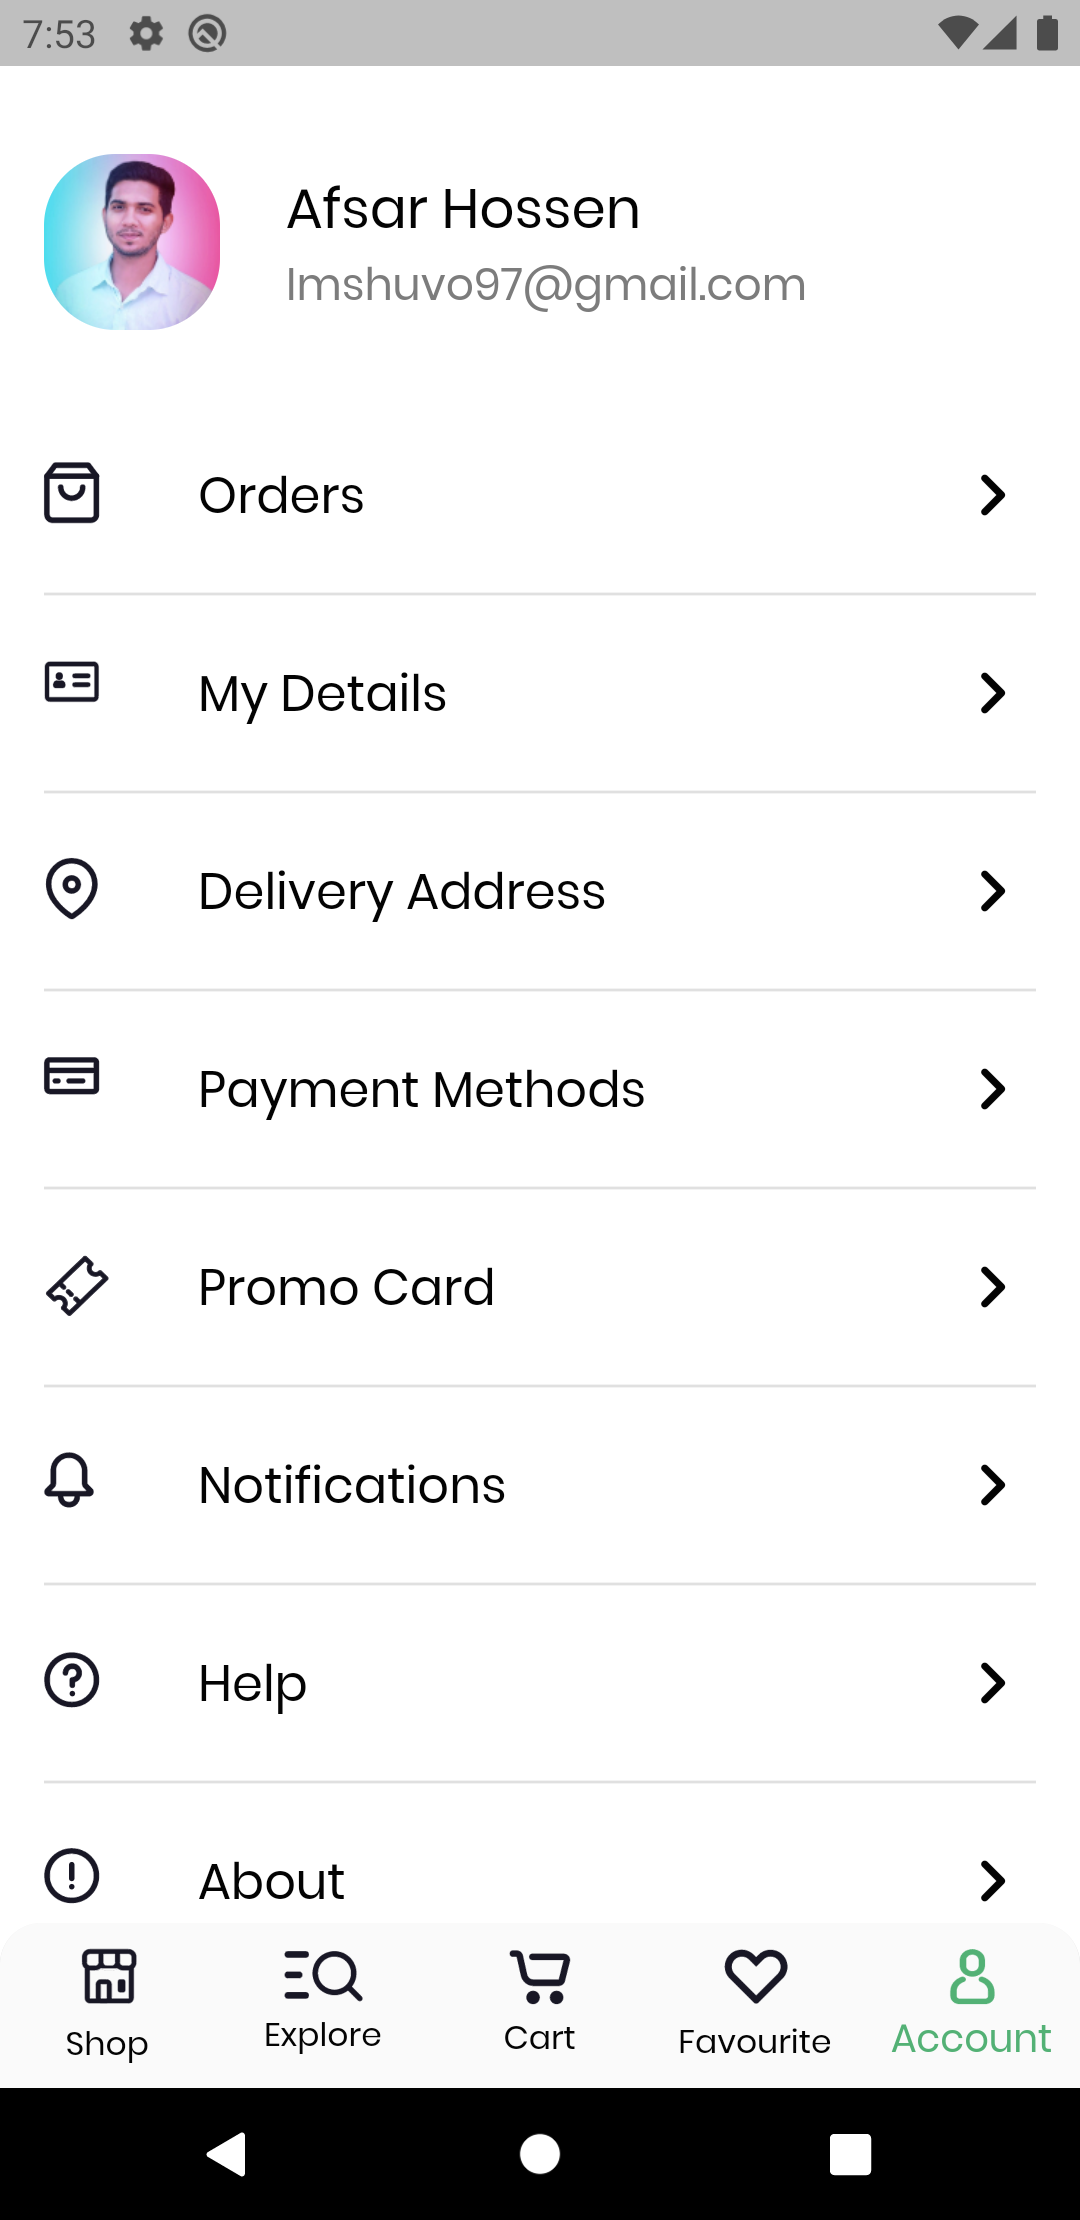 7:53
Afsar Hossen
Imshuvo97@gmail.com
Orders
My Details
Delivery Address
Payment Methods
Promo Card
Notifications
Help
About
Shop
Explore
Cart
Favourite
Account